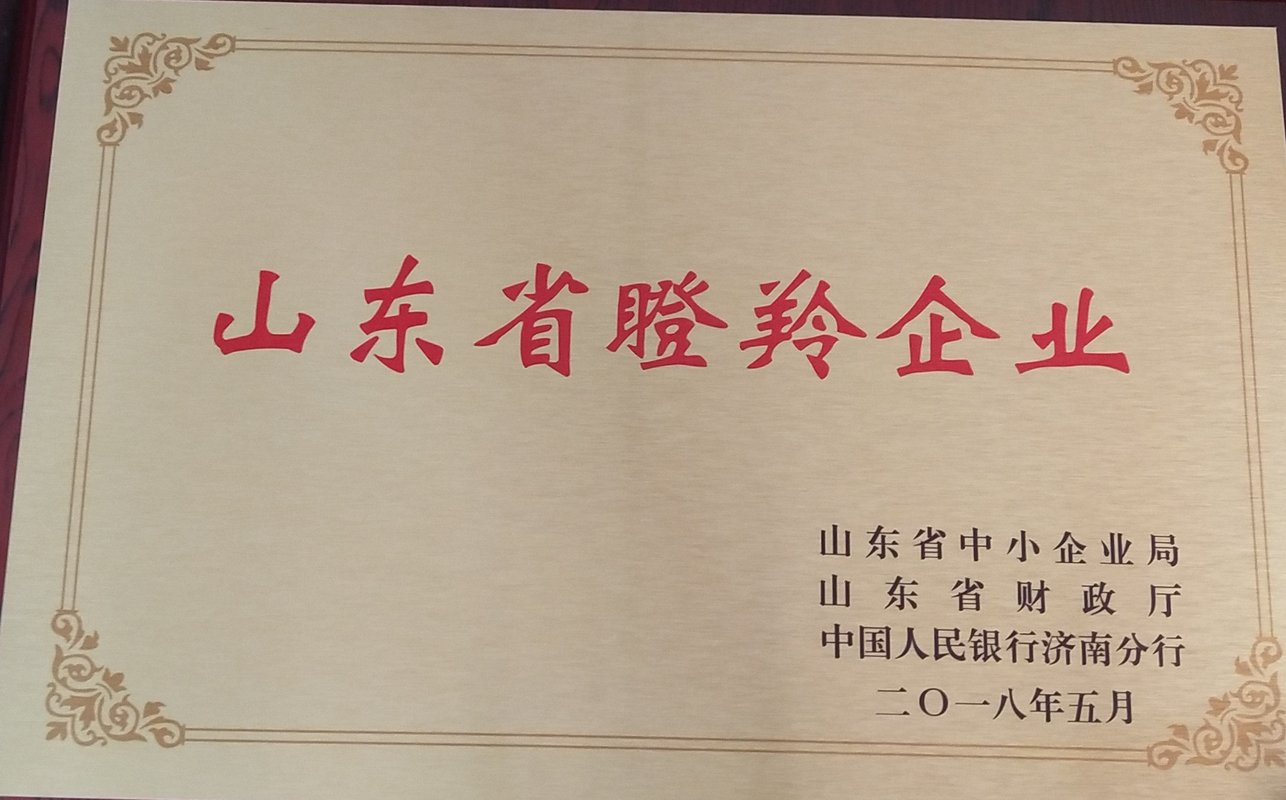 山东省瞪羚企业
山东省中小企业局
山东省财政厅
中国人民银行济南分行
二〇一八年五月